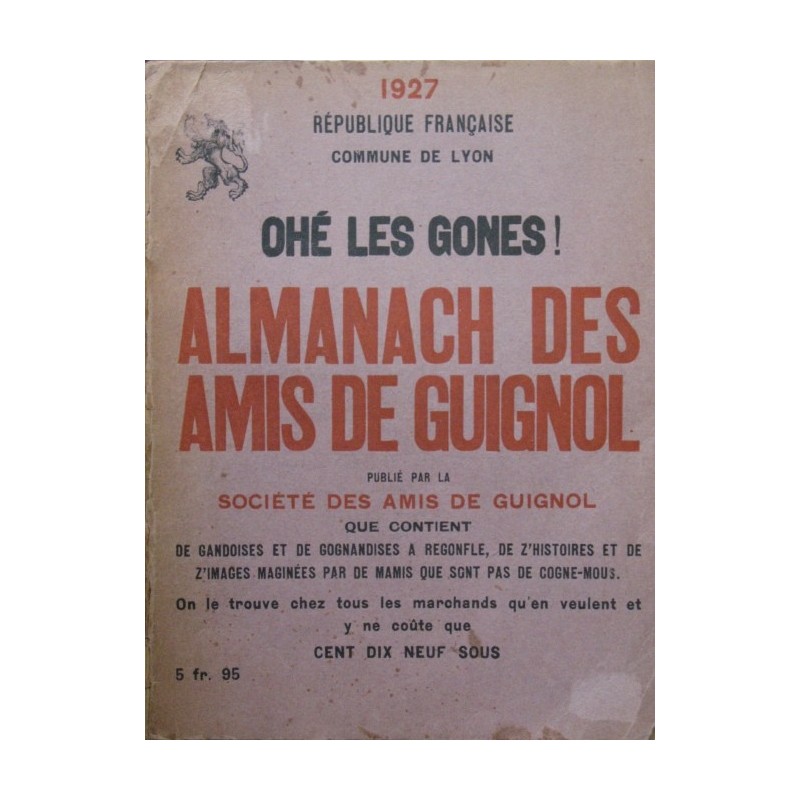 1927
RÉPUBLIQUE FRANÇAISE
COMMUNE DE LYON
OHÉ LES GONES!
ALMANACH DES
AMIS DE GUIGNOL
PUBLIÉ PAR LA
SOCIÉTÉ DES AMIS DE GUIGNOL
QUE CONTIENT
DE GANDOISES ET DE GOGNANDISES A REGONFLE, DE Z'HISTOIRES ET DE
Z'IMAGES MAGINÉES PAR DE MAMIS QUE SONT PAS DE COGNE-MOUS.
On le trouve chez tous les marchands qu'en veulent et
y ne coûte que
CENT DIX NEUF SOUS
5 fr. 95